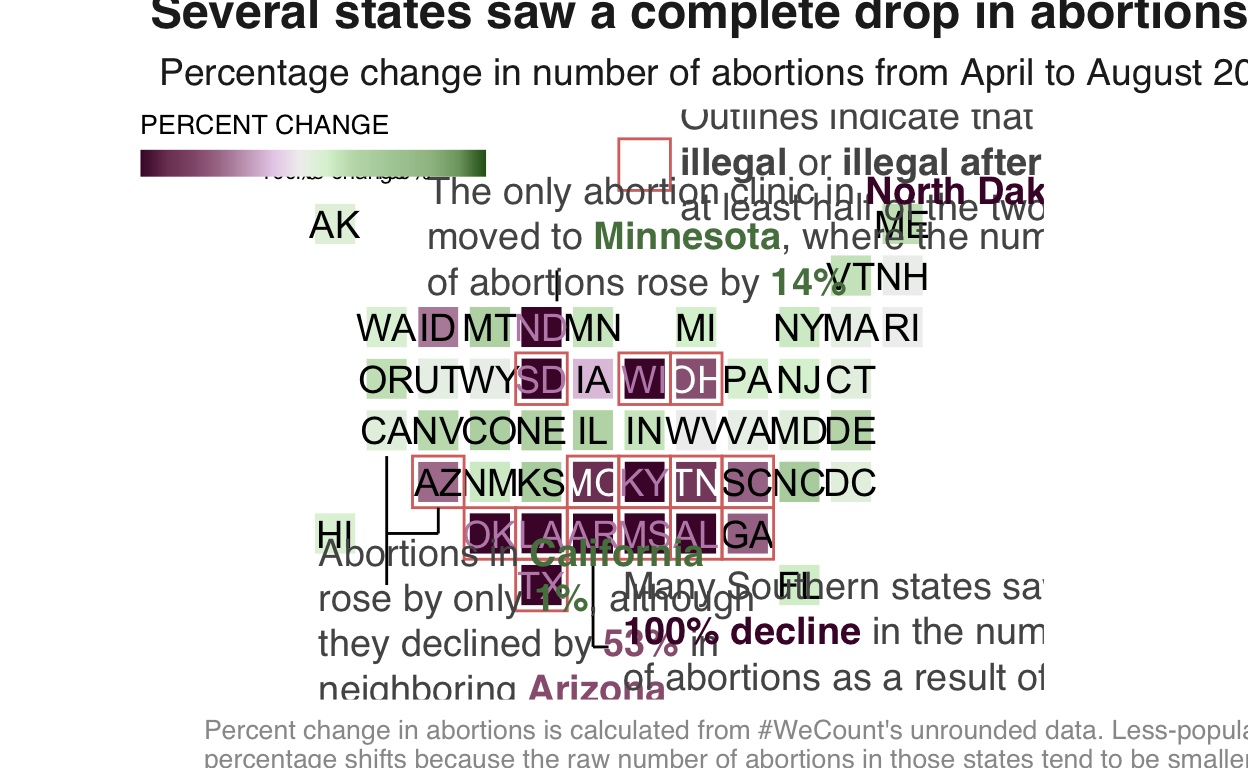 Several states saw a complete drop in abortions
Percentage change in number of abortions from April to August
PERCENT CHANGE
Outlines indicate that
illegal or illegal after
at least half of the two
The only abortion clinic in North Dak
moved to Minnesota, where the num
of abortions rose by 14%
AK ME
VT NH
WA ID MT ND MN MI NY MA RI
OR UT WY SD IA WI OH PA NJ CT
CA NV CO NE IL IN WV VA MD DE
AZ NM KS MO KY TN SC NC DC
HI OK LA AR MS AL GA
TX FL
Abortions in California
rose by only 1%, although
they declined by 53% in
neighboring Arizona
Many Southern states sa
100% decline in the num
of abortions as a result of
Percent change in abortions is calculated from #WeCount's unrounded data. Less-popula
percentage shifts because the raw number of abortions in those states tend to be smaller